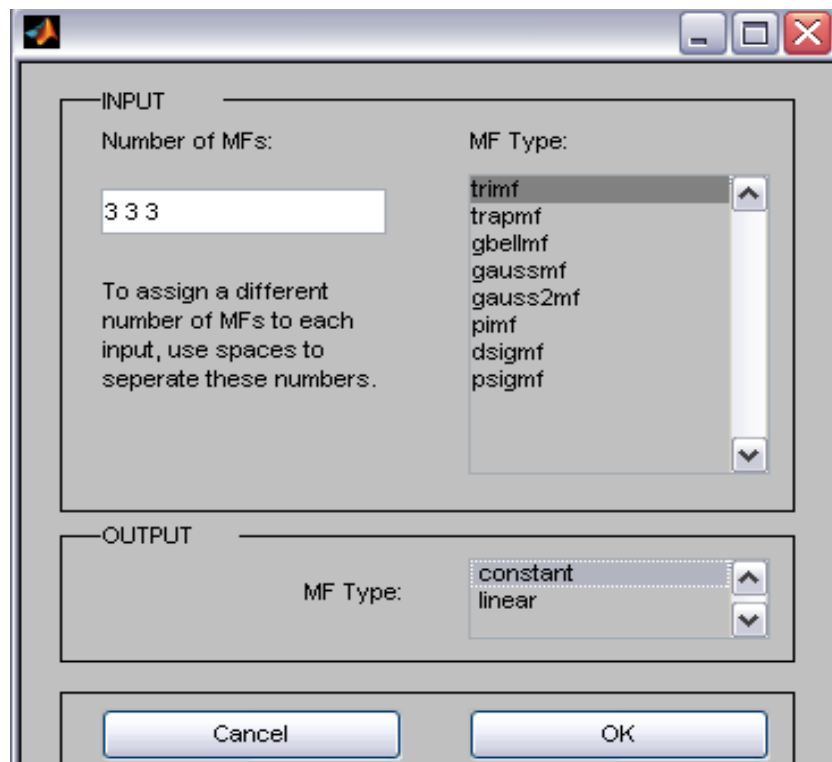 INPUT
Number of MFs:
3 3 3
To assign a different
number of MFs to each
input, use spaces to
seperate these numbers.
MF Type:
trimf
trapmf
gbellmf
gaussmf
gauss2mf
pimf
dsigmf
psigmf
OUTPUT
MF Type:
constant
linear
Cancel
OK